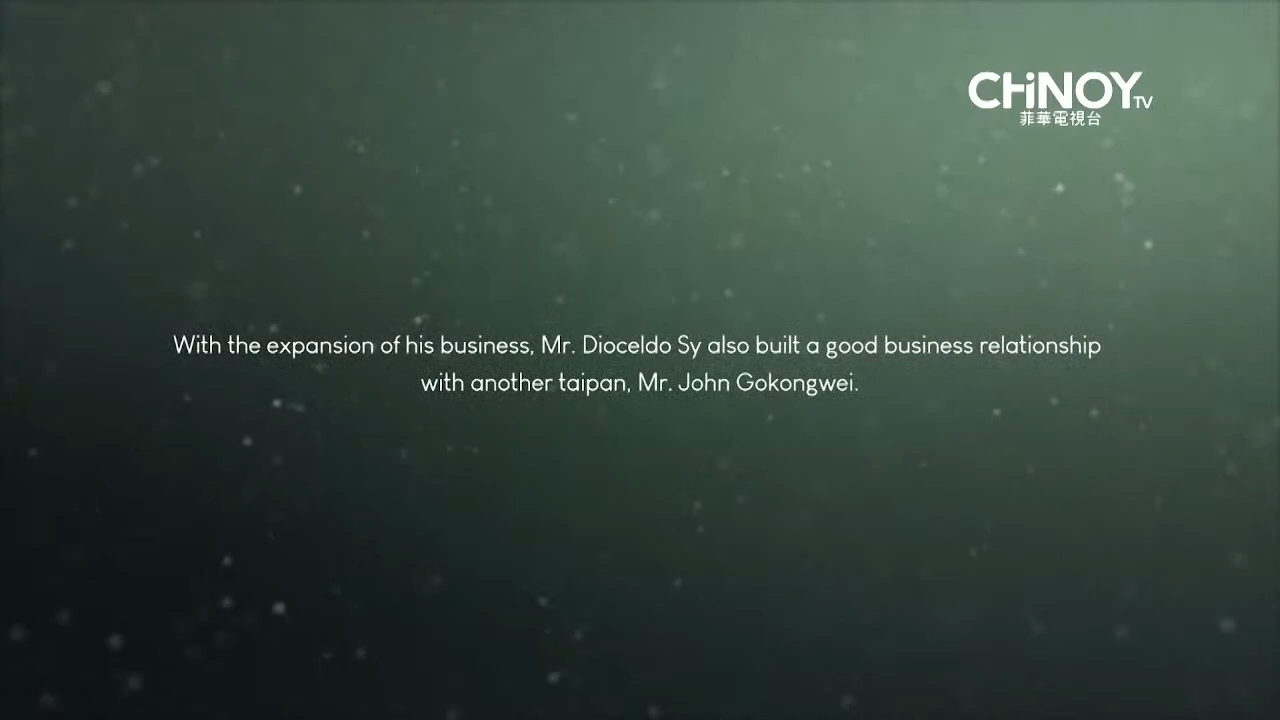 CHiNOY TV
菲華電視台
With the expansion of his business, Mr. Dioceldo Sy also built a good business relationship
with another taipan, Mr. John Gokongwei.